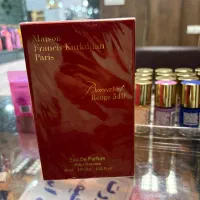 Maison
Francis Kurkdjian
Paris
Baccarat
Rouge 540
Eau De Parfum